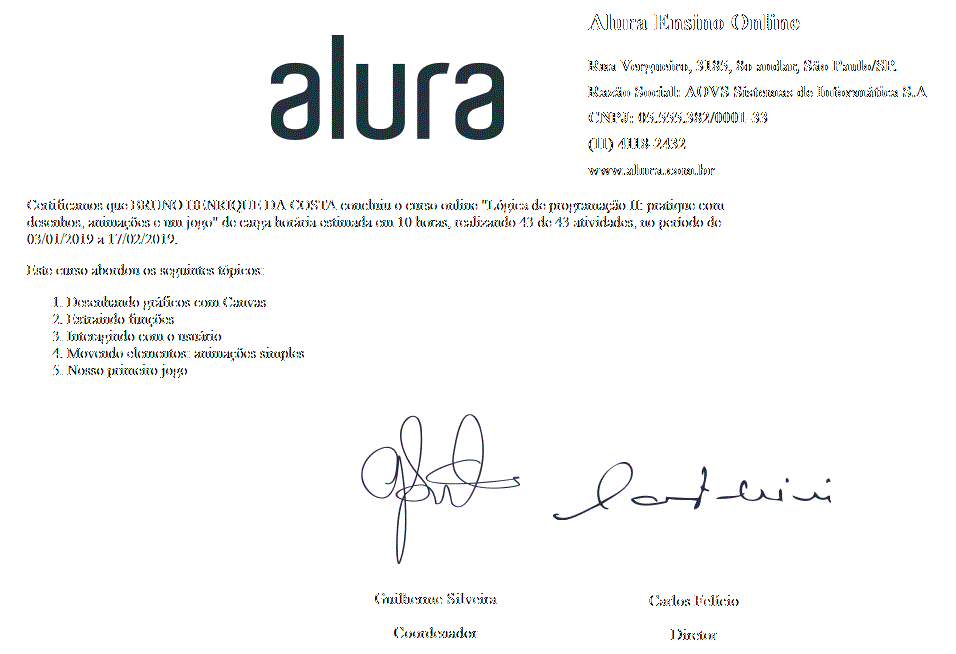 alura
Alura Ensino Online
Rua Vergueiro, 3185, 8o andar, São Paulo/SP.
Razão Social: AOVS Sistemas de Informática S.A
CNPJ: 05.555.382/0001-33
(11) 4118-2432
www.alura.com.br
Certificamos que BRUNO HENRIQUE DA COSTA concluiu o curso online "Lógica de programação II: pratique com
desenhos, animações e um jogo" de carga horária estimada em 10 horas, realizando 43 de 43 atividades, no período de
03/01/2019 a 17/02/2019.
Este curso abordou os seguintes tópicos:
1. Desenhando gráficos com Canvas
2. Extraindo funções
3. Interagindo com o usuário
4. Movendo elementos: animações simples
5. Nosso primeiro jogo
Guilherme Silveira
Carlos Felício
Coordenador
Diretor